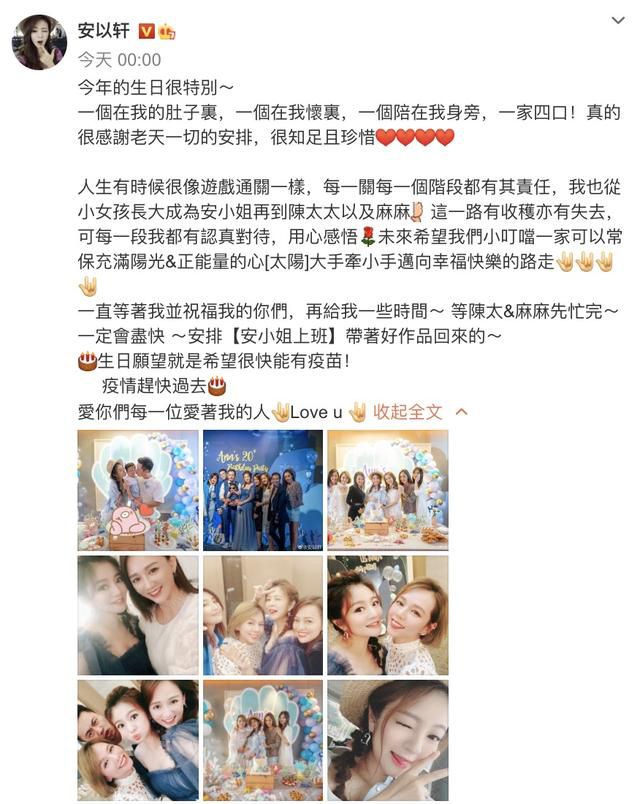 安以轩
今天 00:00
今年的生日很特別～
一個在我的肚子裏，一個在我懷裏，一個陪在我身旁，一家四口！真的
很感謝老天一切的安排，很知足且珍惜❤️❤️❤️❤️
人生有時候很像遊戲通關一樣，每一關每一個階段都有其責任，我也從
小女孩長大成為安小姐再到陳太太以及麻麻🤱🏻 這一路有收穫亦有失去，
可每一段我都有認真對待，用心感悟🌹未來希望我們小叮噹一家可以常
保充滿陽光&正能量的心[太陽]大手牽小手邁向幸福快樂的路走🤟🏻🤟🏻🤟🏻
🤟🏻
一直等著我並祝福我的你們，再給我一些時間～ 等陳太&麻麻先忙完～
一定會盡快 ～安排【安小姐上班】帶著好作品回來的～
🎂生日願望就是希望很快能有疫苗！
疫情趕快過去🎂
愛你們每一位愛著我的人🤟🏻Love u 🤟🏻 收起全文
Ann's 20th
Birthday Party
Ann's